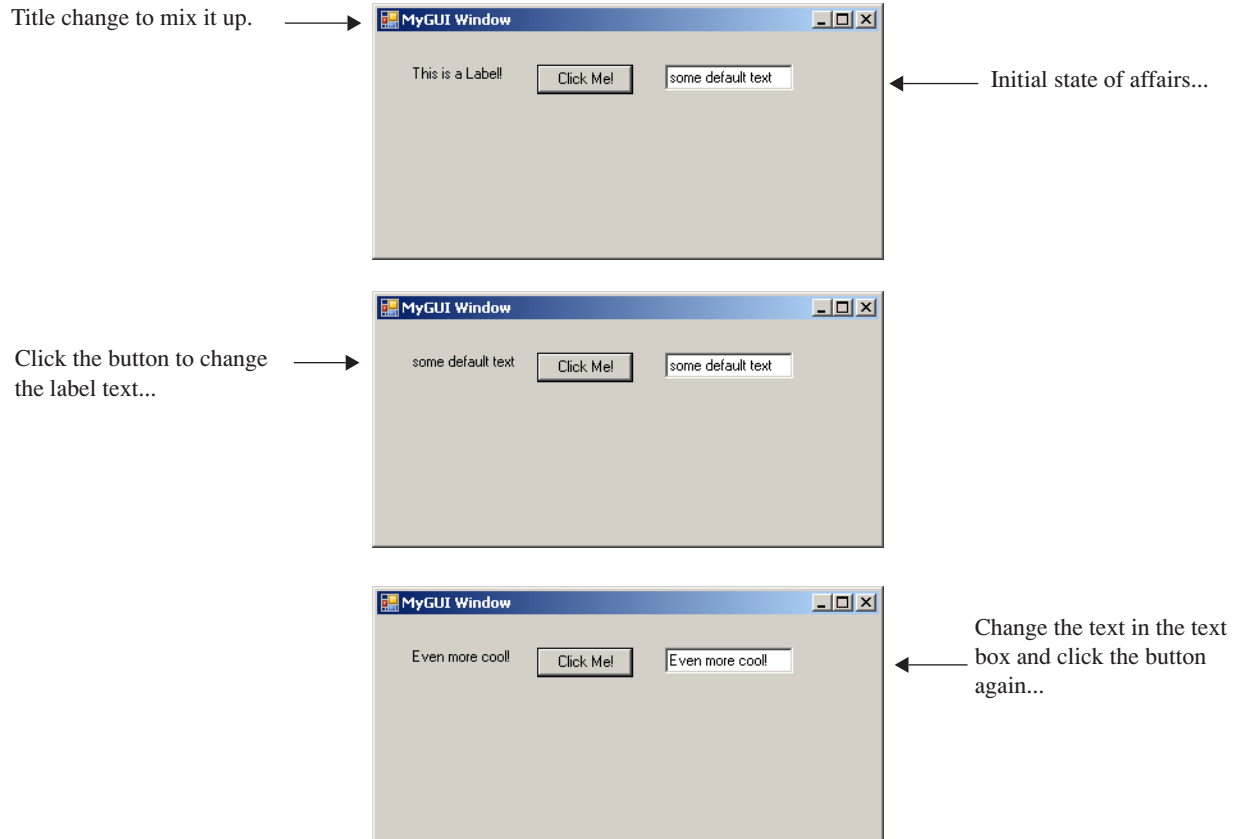 Title change to mix it up.
MyGUI Window
This is a Label!
Click Me!
some default text
Initial state of affairs...
MyGUI Window
Click the button to change
the label text...
some default text
Click Me!
some default text
MyGUI Window
Even more cool!
Click Me!
Even more cool!
Change the text in the text
box and click the button
again...